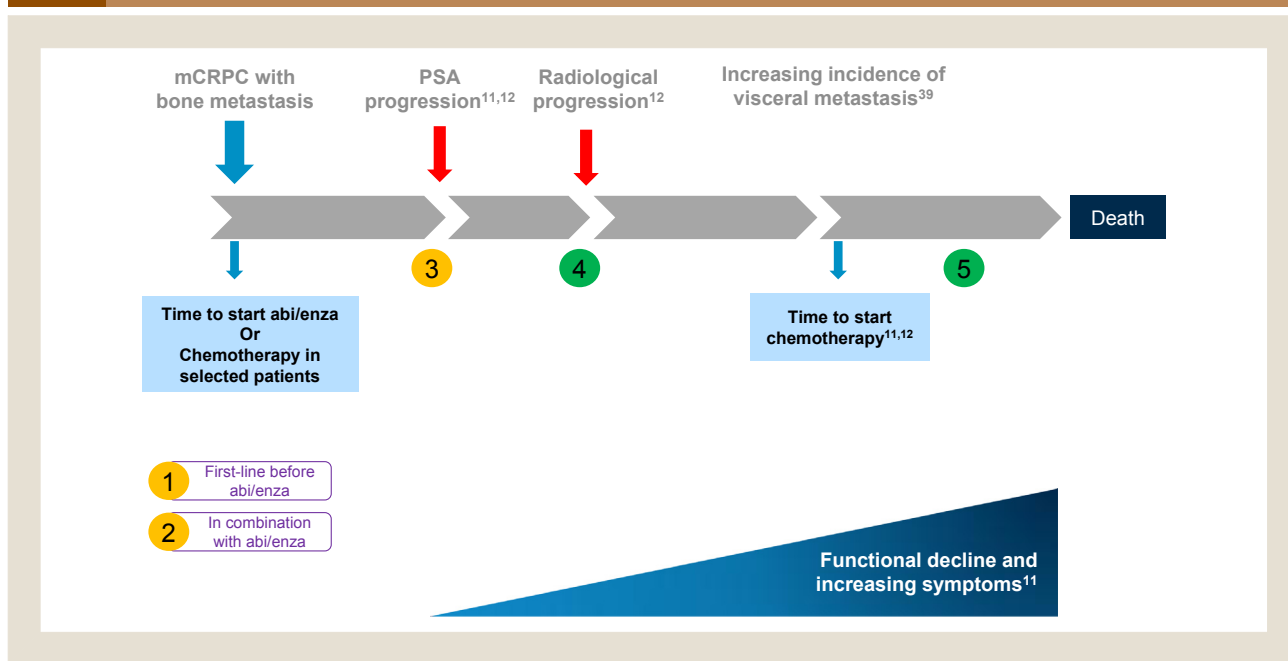 mCRPC with
bone metastasis
PSA
progression11,12
Radiological
progression12
Increasing incidence of
visceral metastasis39
Death
3
4
5
Time to start abi/enza
Or
Chemotherapy in
selected patients
Time to start
chemotherapy11,12
1
First-line before
abi/enza
2
In combination
with abi/enza
Functional decline and
increasing symptoms11